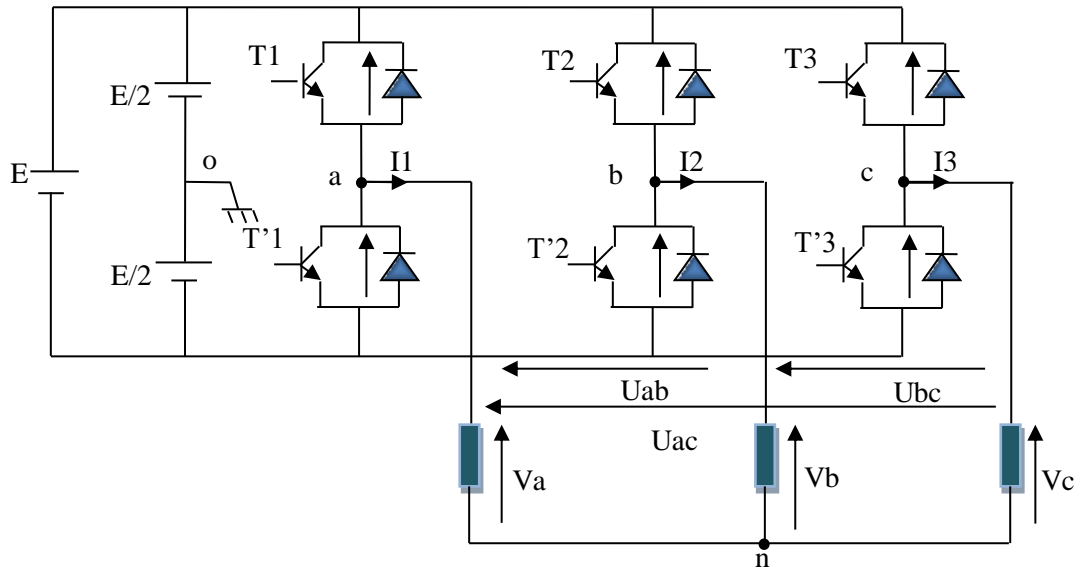 T1
T2
T3
E/2
o
E
a
I1
b
I2
c
I3
T'1
T'2
T'3
E/2
Uab
Ubc
Uac
Va
Vb
Vc
n